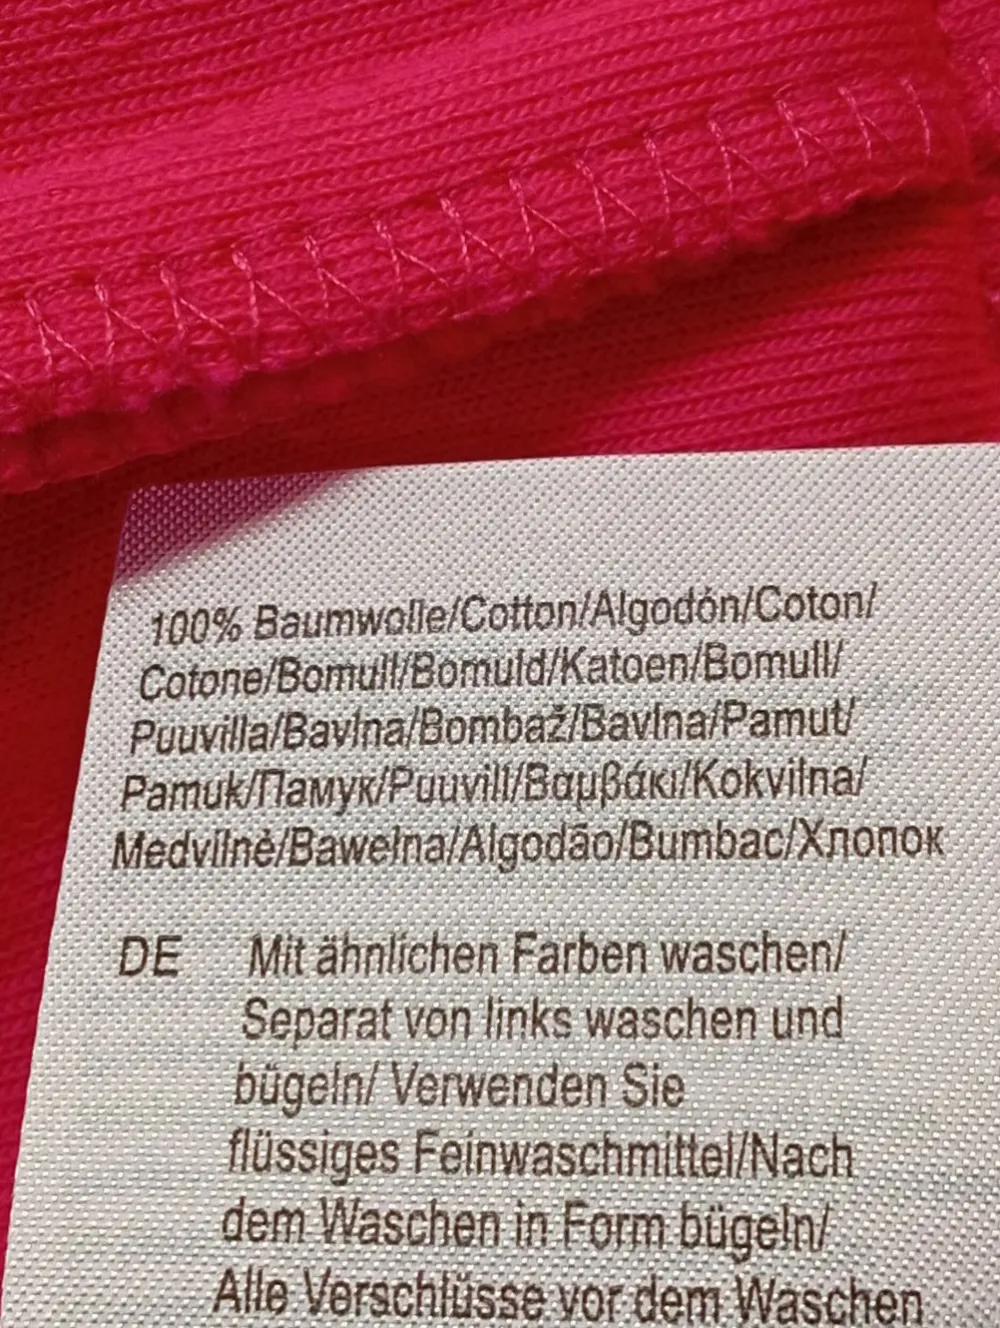 100% Baumwolle/Cotton/Algodón/Coton/
Cotone/Bomull/Bomuld/Katoen/Bomull/
Puuvilla/Bavlna/Bombaž/Bavlna/Pamut/
Pamuk/Памук/Puuvill/Βαμβάκι/Kokvilna/
Medvilnė/Bawełna/Algodão/Bumbac/Хлопок
DE Mit ähnlichen Farben waschen/
Separat von links waschen und
bügeln/ Verwenden Sie
flüssiges Feinwaschmittel/Nach
dem Waschen in Form bügeln/
Alle Verschlüsse vor dem Waschen